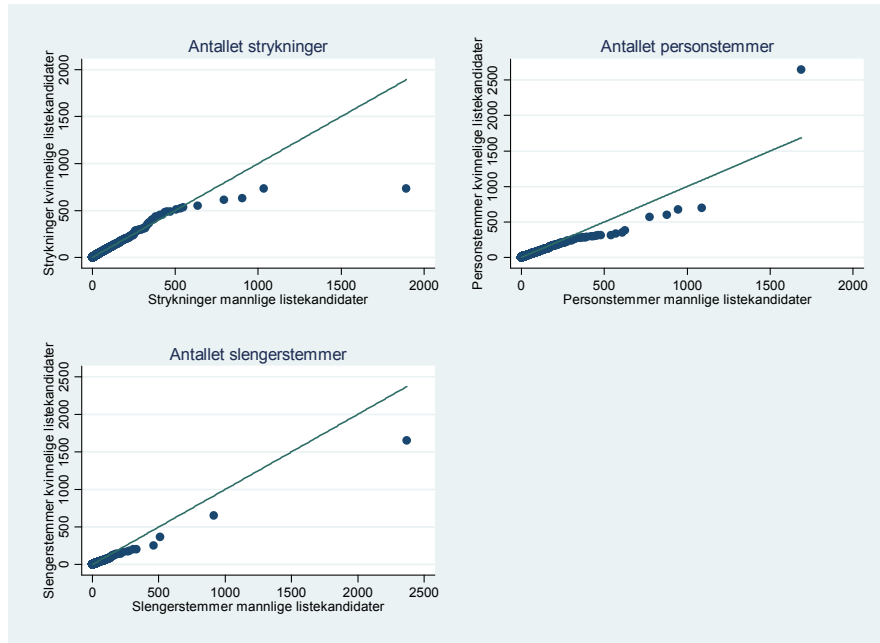 Antallet strykninger
Strykninger kvinnelige listekandidater
2000
1500
1000
500
0
0 500 1000 1500 2000
Strykninger mannlige listekandidater
Antallet personstemmer
Personstemmer kvinnelige listekandidater
2500
2000
1500
1000
500
0
0 500 1000 1500 2000
Personstemmer mannlige listekandidater
Antallet slengerstemmer
Slengerstemmer kvinnelige listekandidater
2500
2000
1500
1000
500
0
0 500 1000 1500 2000 2500
Slengerstemmer mannlige listekandidater